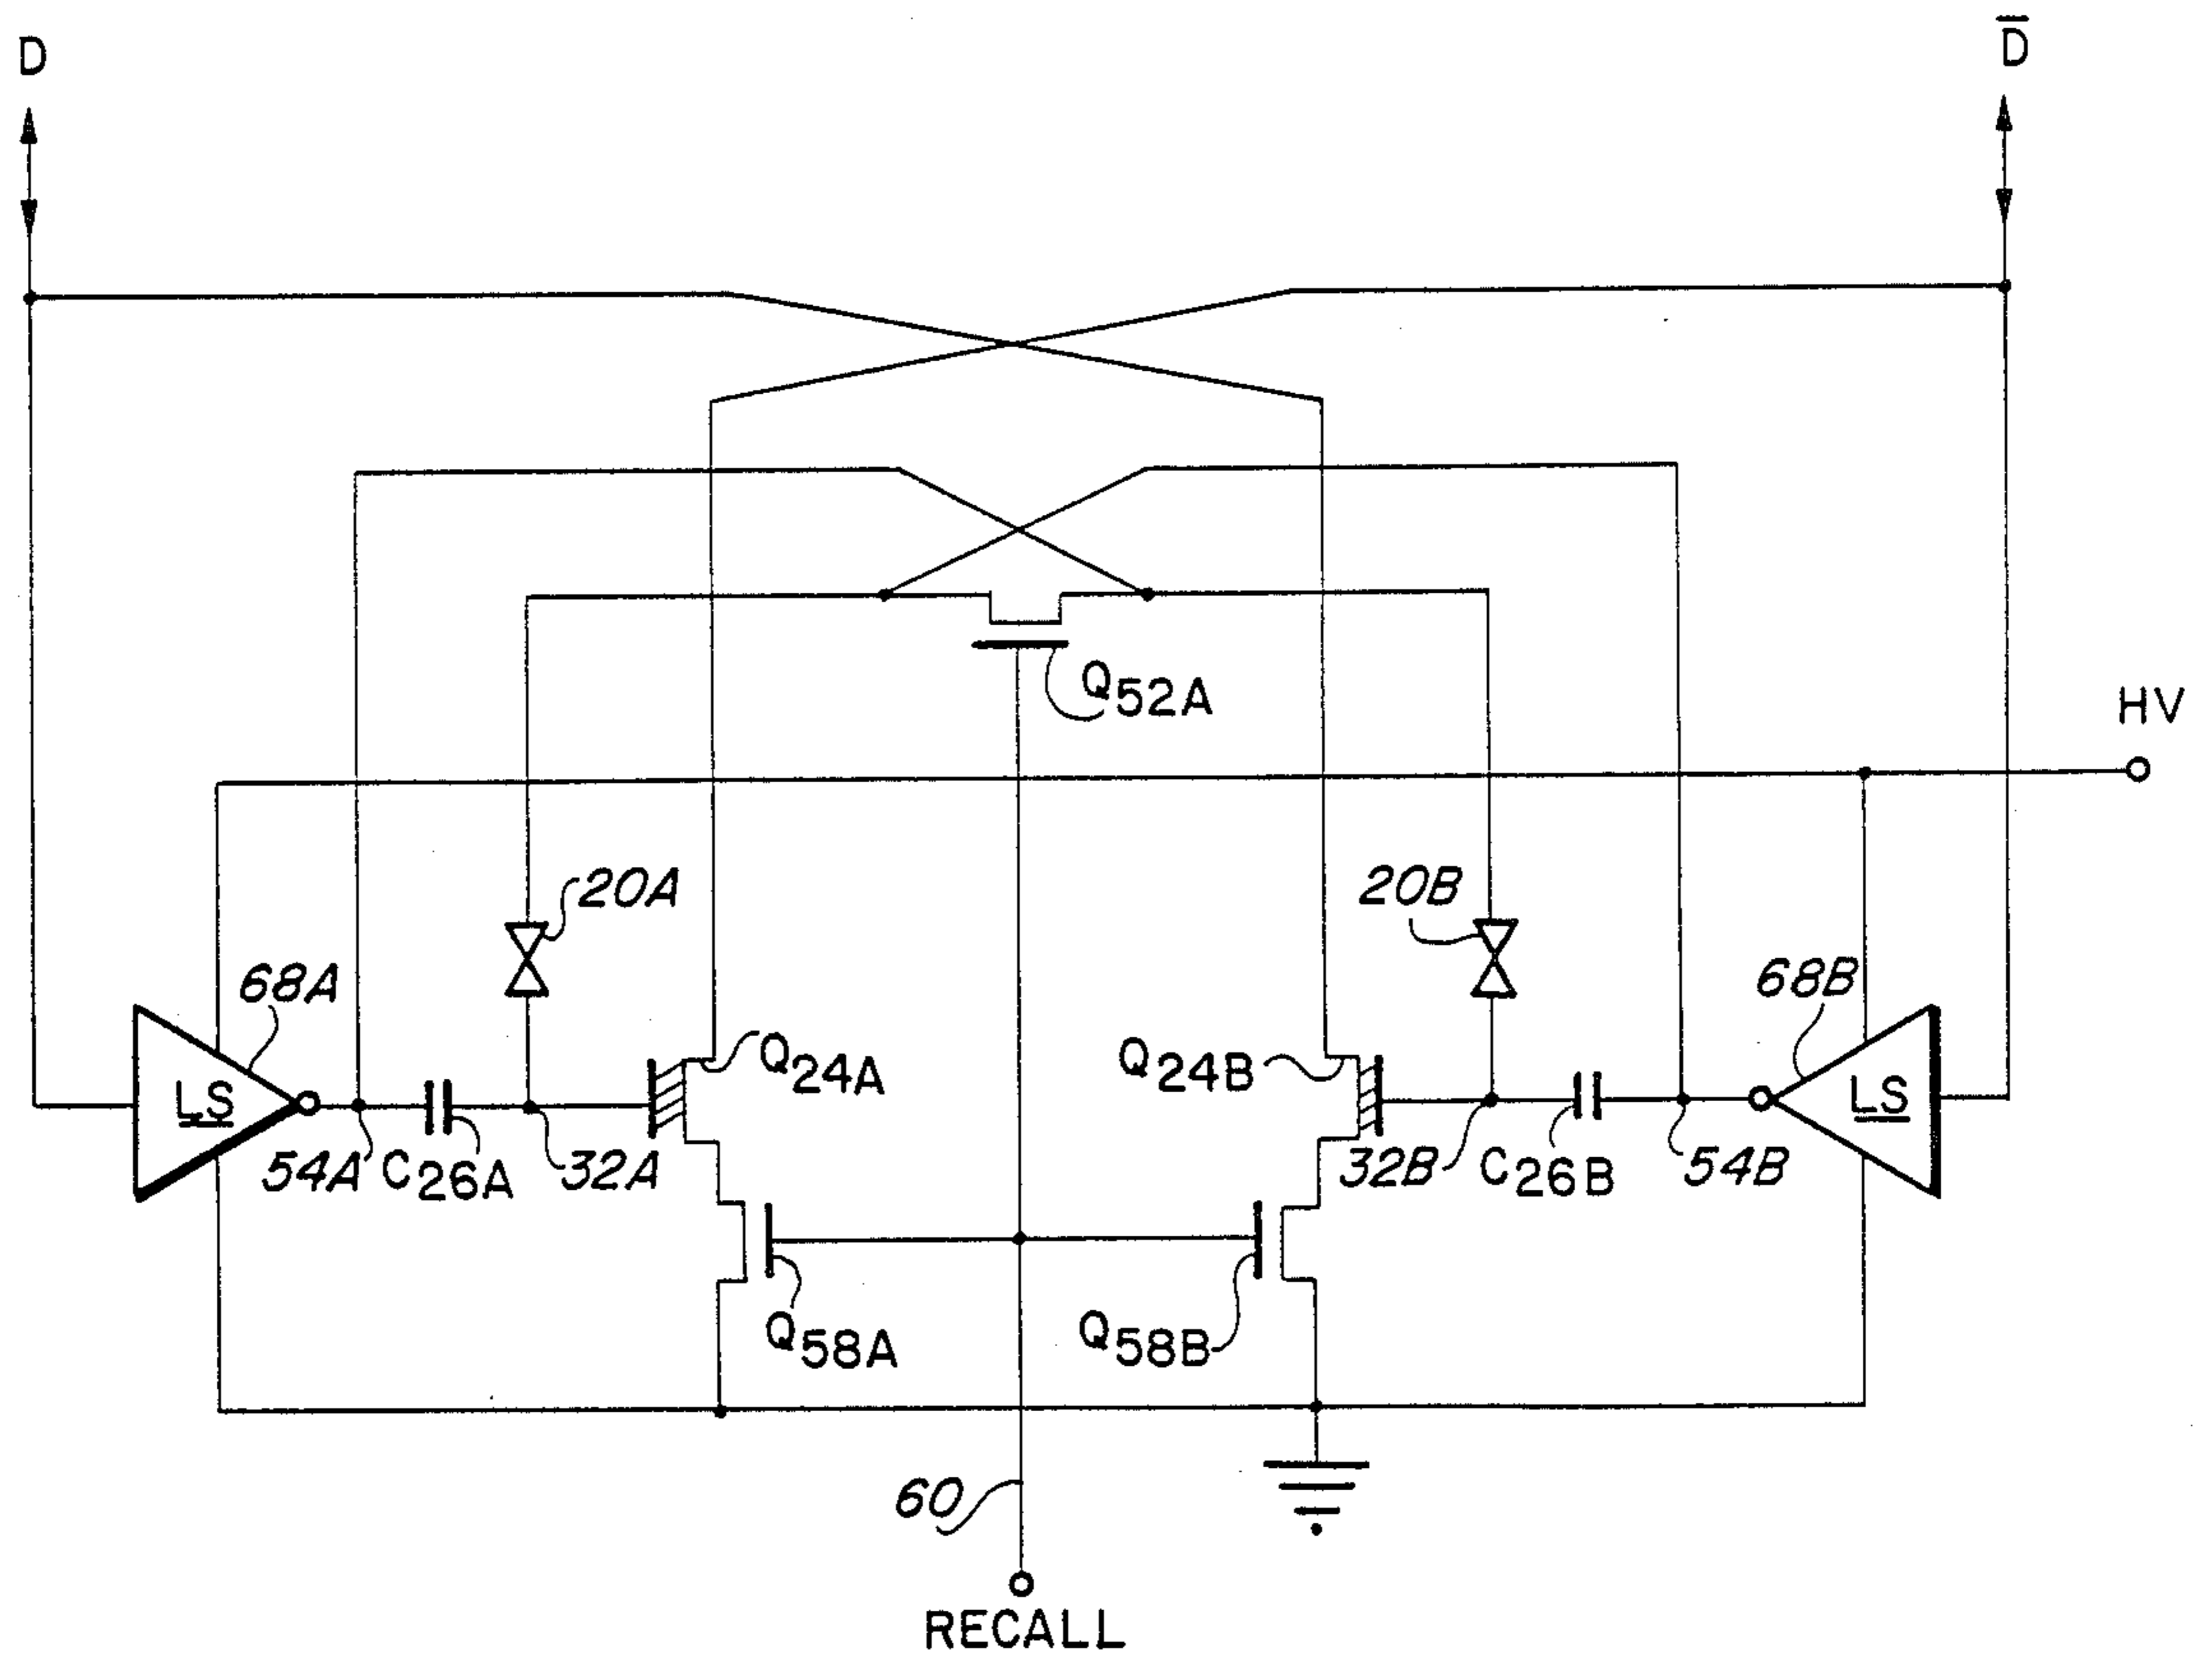 D
D̅
Q52A
HV
20A
20B
68A
68B
LS
Q24A
Q24B
LS
54A
C26A
32A
32B
C26B
54B
Q58A
Q58B
60
RECALL